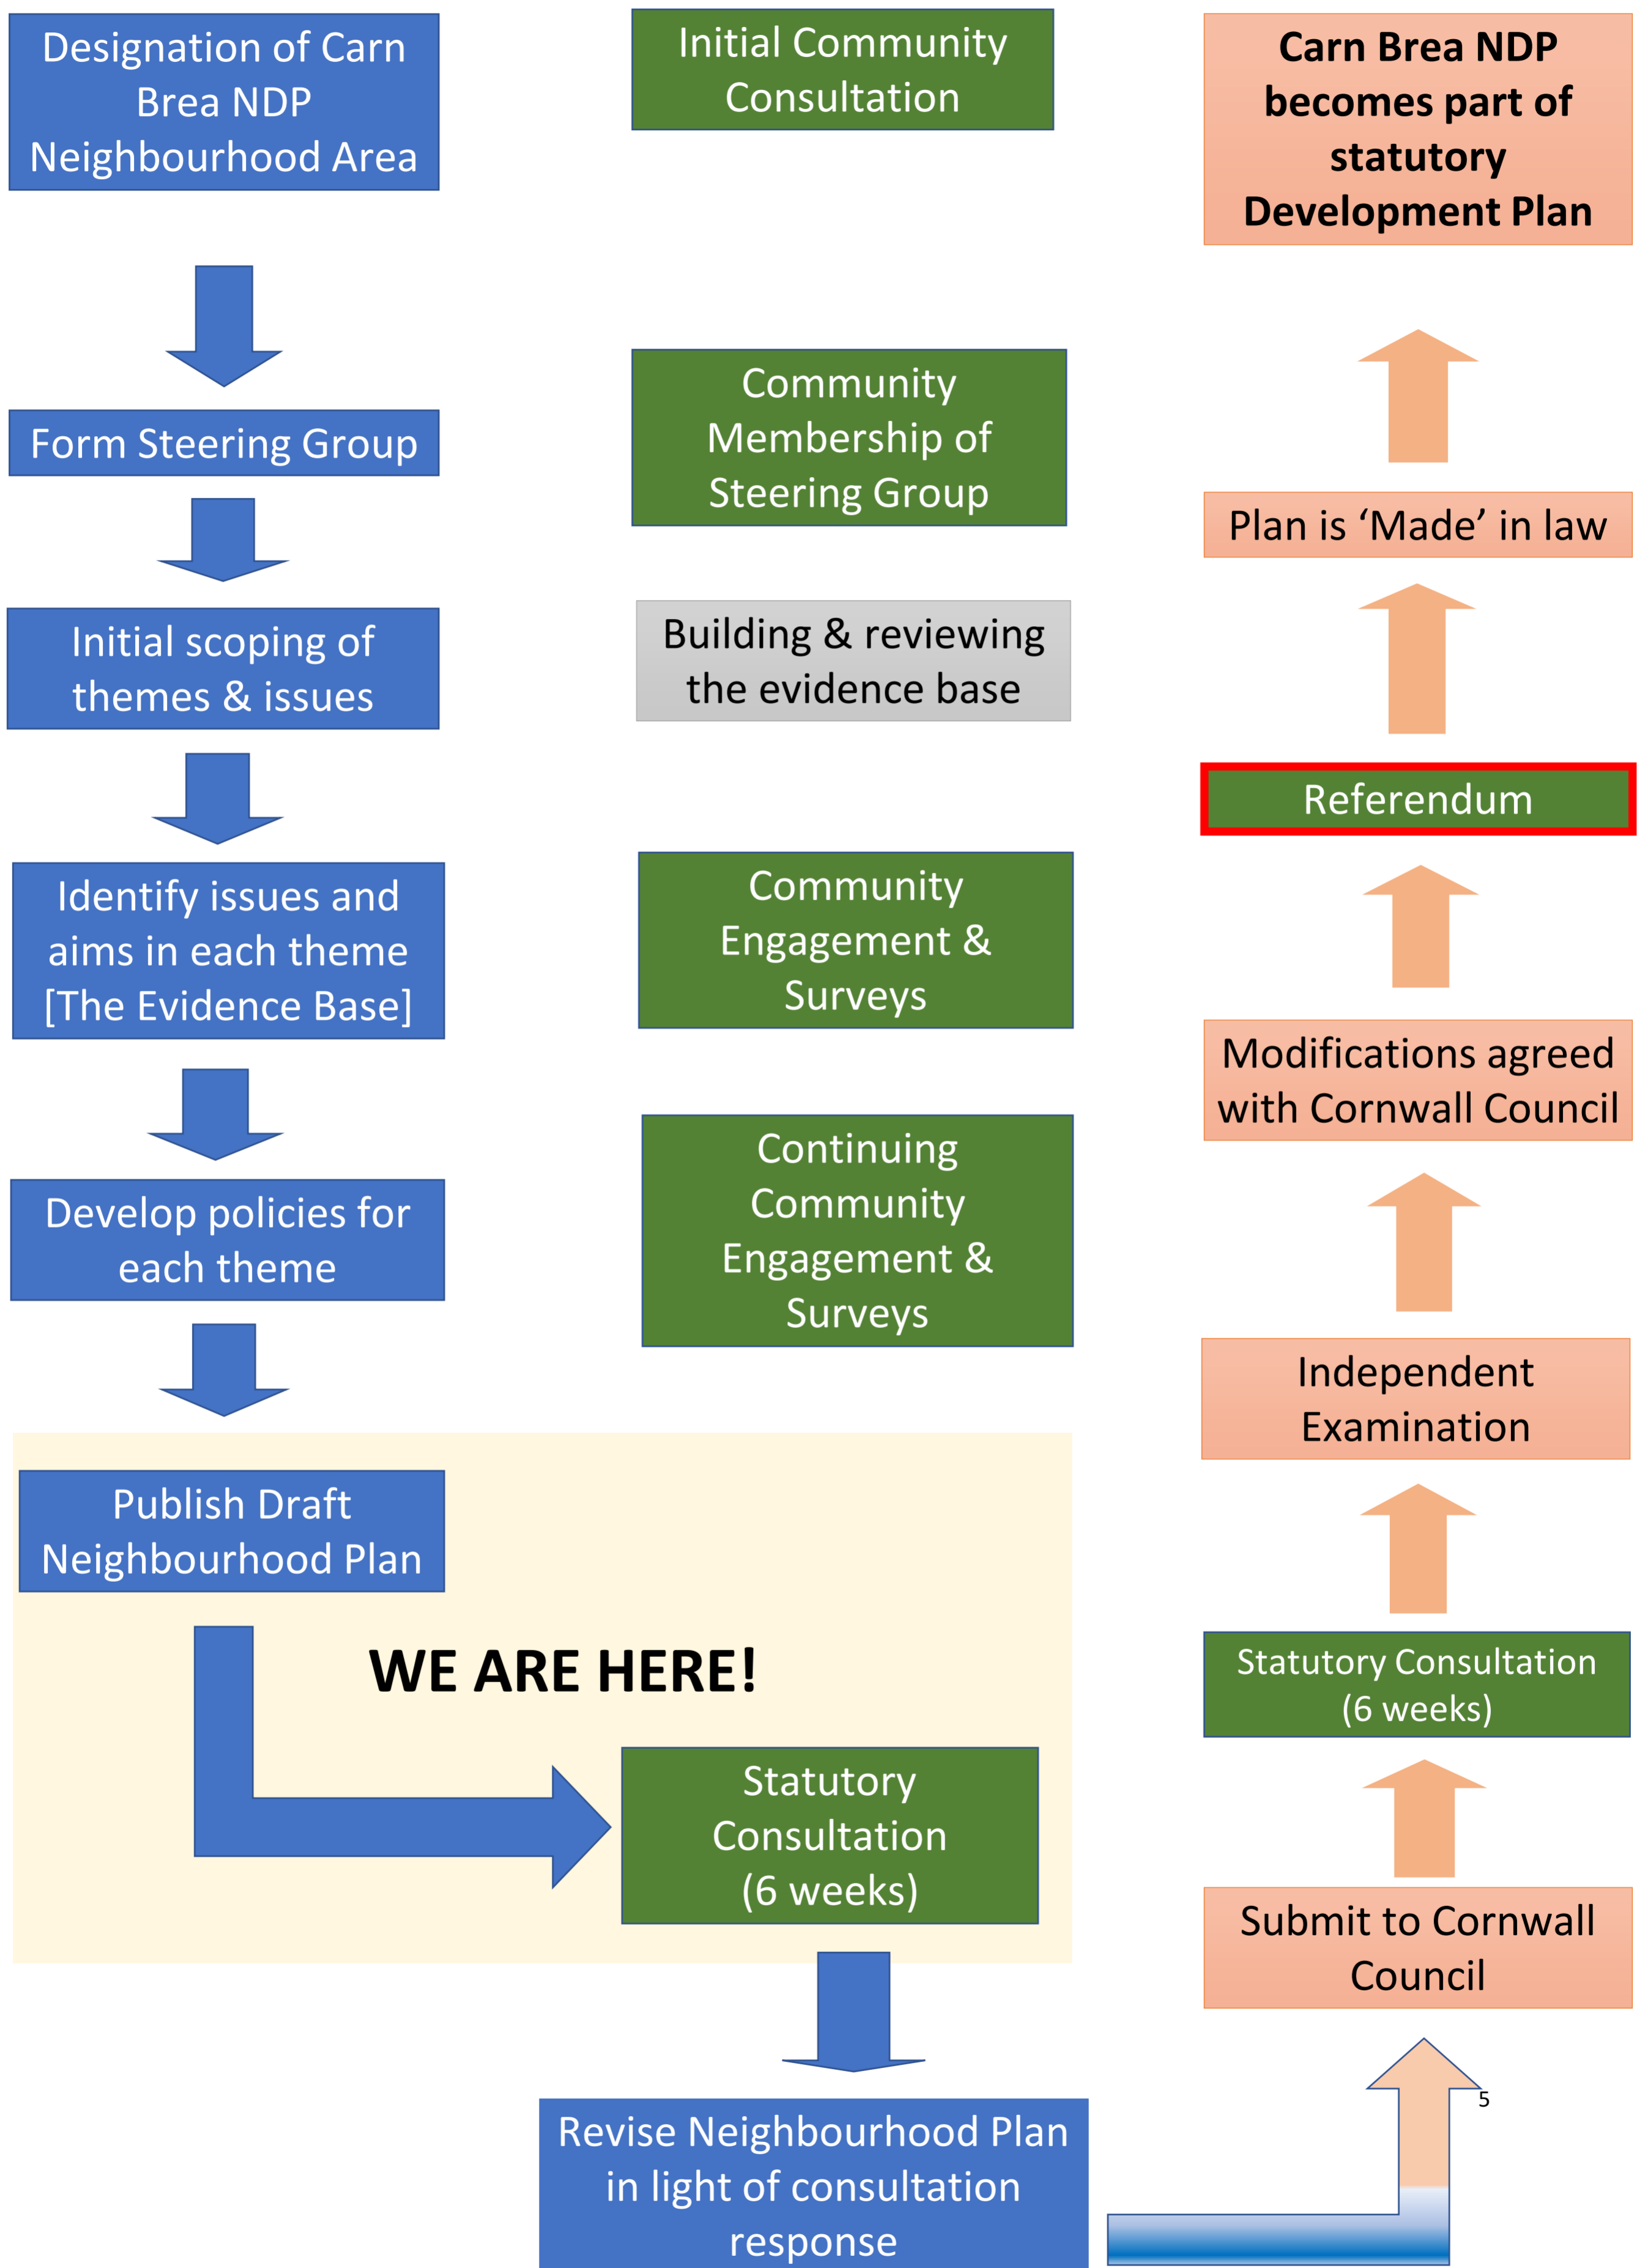 Designation of Carn
Brea NDP
Neighbourhood Area
Form Steering Group
Initial scoping of
themes & issues
Identify issues and
aims in each theme
[The Evidence Base]
Develop policies for
each theme
Publish Draft
Neighbourhood Plan
Initial Community
Consultation
Community
Membership of
Steering Group
Building & reviewing
the evidence base
Community
Engagement &
Surveys
Continuing
Community
Engagement &
Surveys
WE ARE HERE!
Statutory
Consultation
(6 weeks)
Revise Neighbourhood Plan
in light of consultation
response
Carn Brea NDP
becomes part of
statutory
Development Plan
Plan is ‘Made’ in law
Referendum
Modifications agreed
with Cornwall Council
Independent
Examination
Statutory Consultation
(6 weeks)
Submit to Cornwall
Council
5